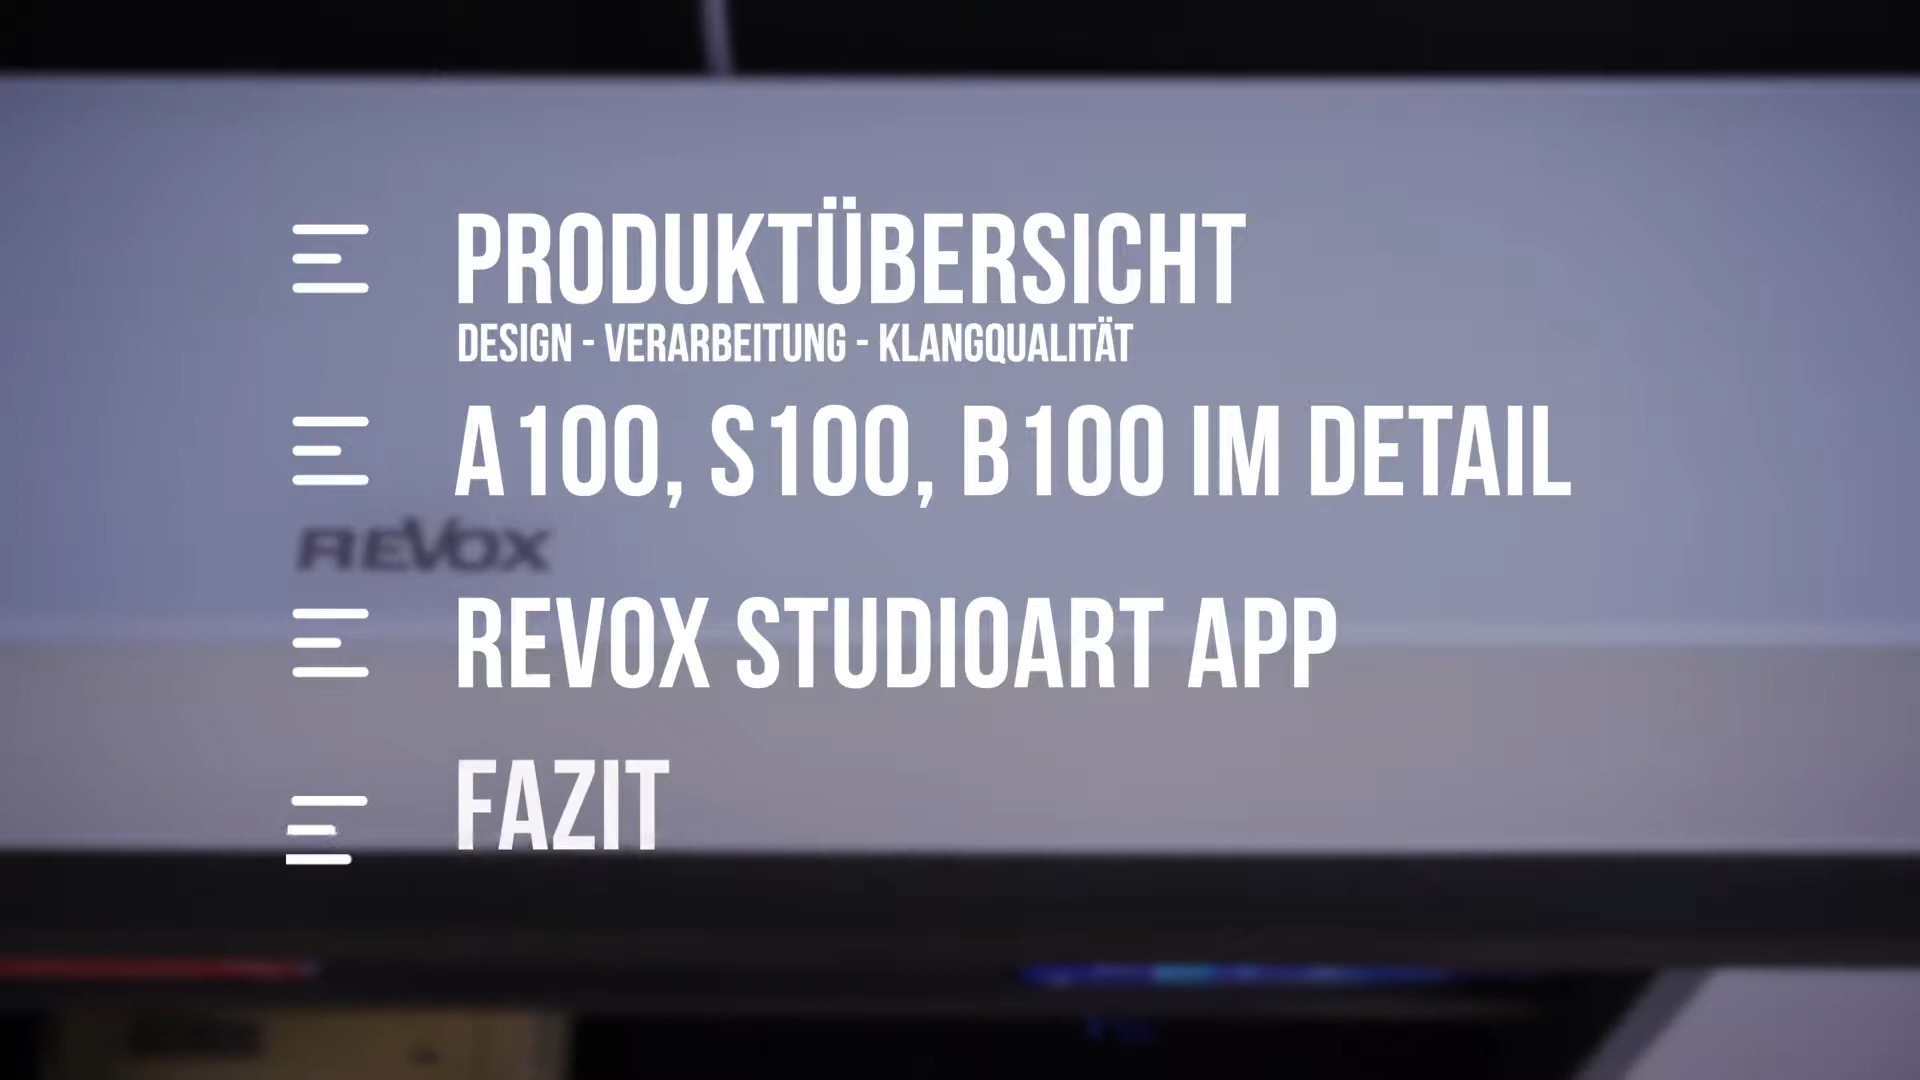 PRODUKTÜBERSICHT
DESIGN - VERARBEITUNG - KLANGQUALITÄT
A100, S100, B100 IM DETAIL
REVOX
REVOX STUDIOART APP
FAZIT